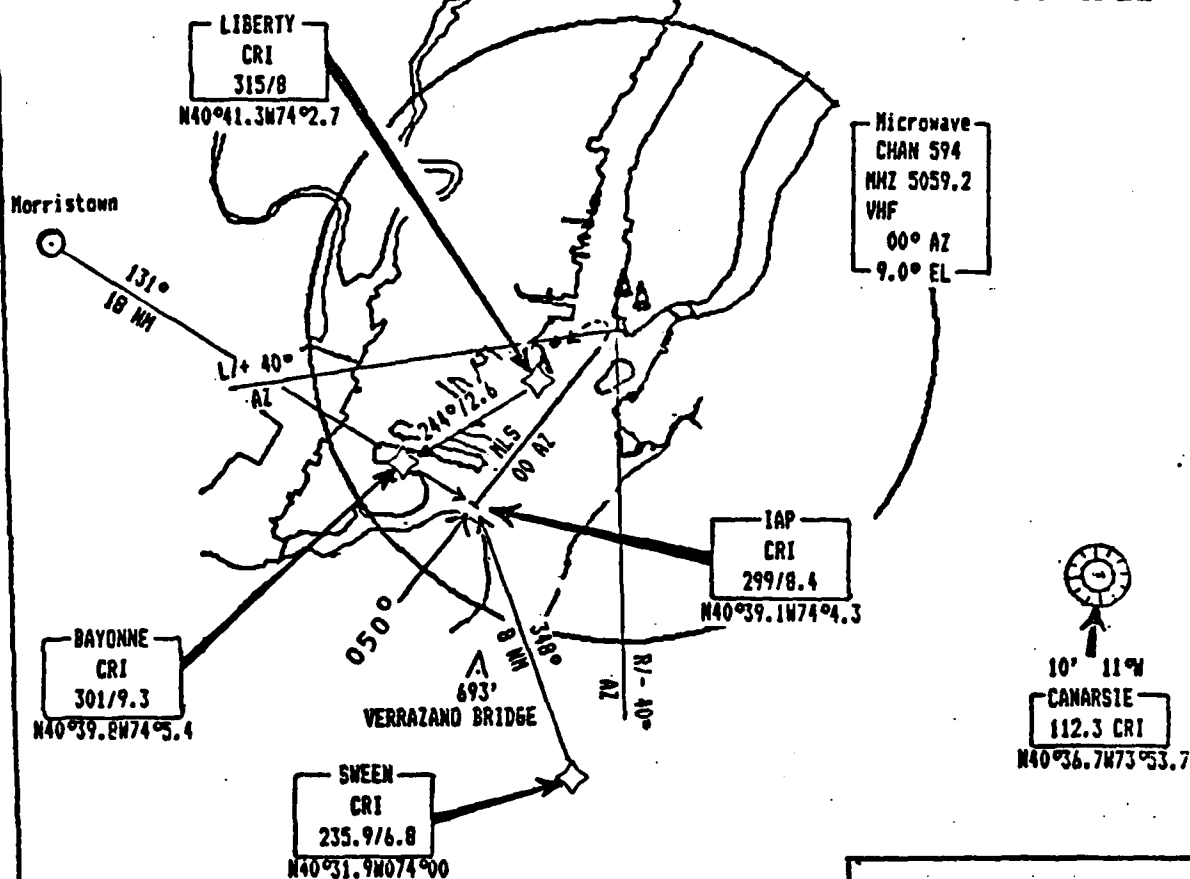 LIBERTY
CRI
315/8
N40°41.3W74°2.7
Microwave
CHAN 594
MHZ 5059.2
VHF
00° AZ
9.0° EL
Morristown
131°
18 NM
L/+ 40°
AZ
244°/2.6
MLS
00 AZ
IAP
CRI
299/8.4
N40°39.1W74°4.3
050°
348°
8 NM
R/- 40°
AZ
BAYONNE
CRI
301/9.3
N40°39.8W74°5.4
693'
VERRAZANO BRIDGE
10' 11°W
CANARSIE
112.3 CRI
N40°36.7W73°53.7
SWEEN
CRI
235.9/6.8
N40°31.9W074°00